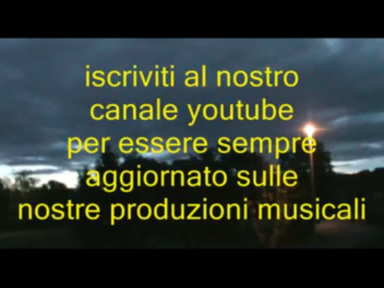 iscriviti al nostro
canale youtube
per essere sempre
aggiornato sulle
nostre produzioni musicali